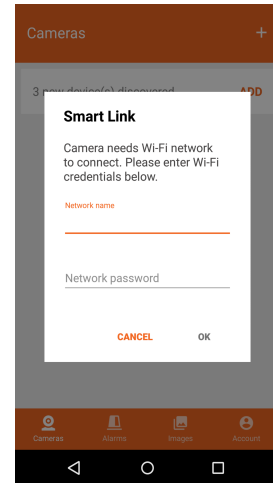 Cameras +
3 new device(s) discovered ADD
Smart Link
Camera needs Wi-Fi network
to connect. Please enter Wi-Fi
credentials below.
Network name
Network password
CANCEL OK
Cameras Alarms Images Account